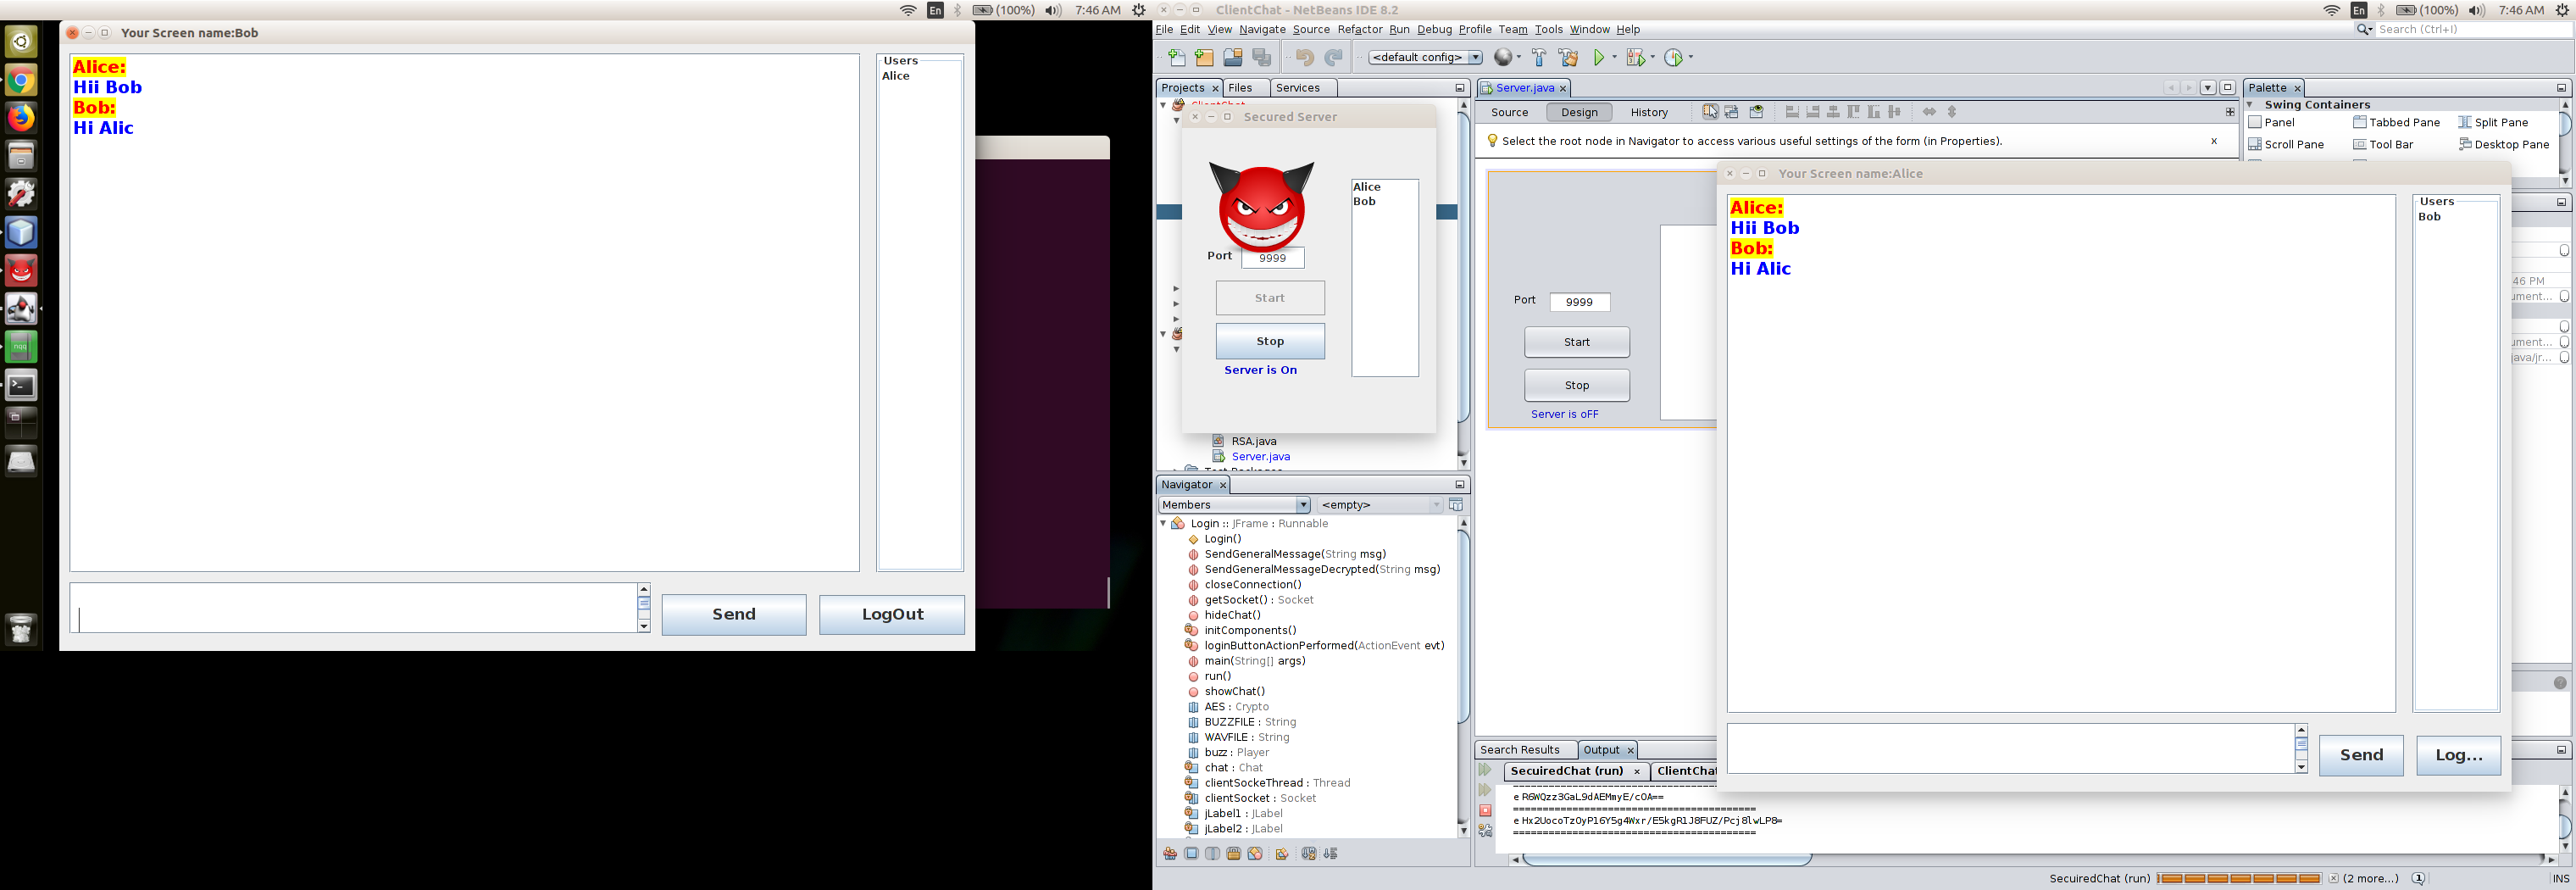 En (100%) 7:46 AM
Your Screen name:Bob
Alice:
Hii Bob
Bob:
Hi Alic
Users
Alice
Send
LogOut
ClientChat - NetBeans IDE 8.2
En (100%) 7:46 AM
File Edit View Navigate Source Refactor Run Debug Profile Team Tools Window Help
Search (Ctrl+I)
<default config>
Projects Files Services
ClientChat
Secured Server
Alice
Bob
Port 9999
Start
Stop
Server is On
RSA.java
Server.java
Test Packages
Navigator
Members <empty>
Login :: JFrame : Runnable
Login()
SendGeneralMessage(String msg)
SendGeneralMessageDecrypted(String msg)
closeConnection()
getSocket() : Socket
hideChat()
initComponents()
loginButtonActionPerformed(ActionEvent evt)
main(String[] args)
run()
showChat()
AES : Crypto
BUZZFILE : String
WAVFILE : String
buzz : Player
chat : Chat
clientSockeThread : Thread
clientSocket : Socket
jLabel1 : JLabel
jLabel2 : JLabel
Server.java
Source Design History
Select the root node in Navigator to access various useful settings of the form (in Properties).
Port 9999
Start
Stop
Server is oFF
Palette
Swing Containers
Panel Tabbed Pane Split Pane
Scroll Pane Tool Bar Desktop Pane
46 PM
ument...
ument...
java/jr...
Your Screen name:Alice
Alice:
Hii Bob
Bob:
Hi Alic
Users
Bob
Send
Log...
Search Results Output
SecuiredChat (run) ClientChat
e R6WQzz3GaL9dAEMmyE/cOA==
========================================
e Hx2UocoTzOyP16Y5g4Wxr/E5kgR1J8FUZ/Pcj8lwLP8=
========================================
SecuiredChat (run) (2 more...) 1 INS